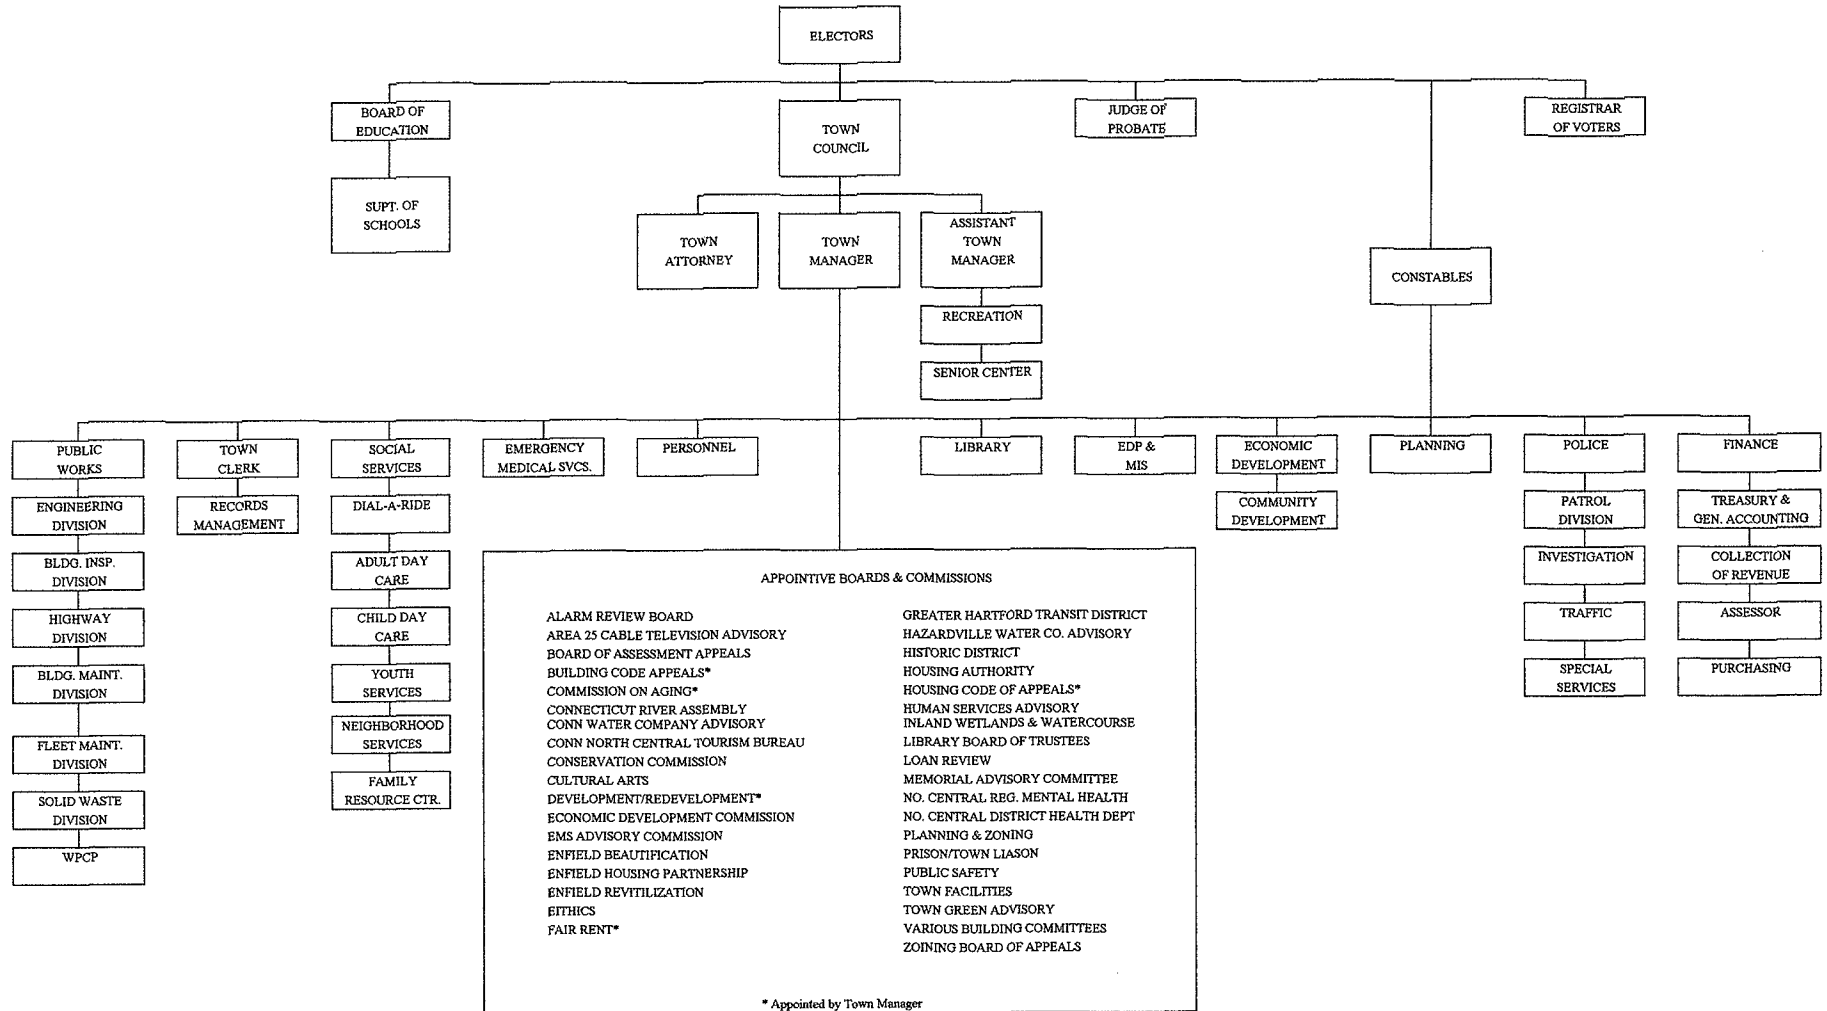 ELECTORS
BOARD OF
EDUCATION
TOWN
COUNCIL
JUDGE OF
PROBATE
REGISTRAR
OF VOTERS
SUPT. OF
SCHOOLS
TOWN
ATTORNEY
TOWN
MANAGER
ASSISTANT
TOWN
MANAGER
CONSTABLES
RECREATION
SENIOR CENTER
PUBLIC
WORKS
TOWN
CLERK
SOCIAL
SERVICES
EMERGENCY
MEDICAL SVCS.
PERSONNEL
LIBRARY
EDP &
MIS
ECONOMIC
DEVELOPMENT
PLANNING
POLICE
FINANCE
ENGINEERING
DIVISION
BLDG. INSP.
DIVISION
HIGHWAY
DIVISION
BLDG. MAINT.
DIVISION
FLEET MAINT.
DIVISION
SOLID WASTE
DIVISION
WPCP
RECORDS
MANAGEMENT
DIAL-A-RIDE
ADULT DAY
CARE
CHILD DAY
CARE
YOUTH
SERVICES
NEIGHBORHOOD
SERVICES
FAMILY
RESOURCE CTR.
COMMUNITY
DEVELOPMENT
PATROL
DIVISION
INVESTIGATION
TRAFFIC
SPECIAL
SERVICES
TREASURY &
GEN. ACCOUNTING
COLLECTION
OF REVENUE
ASSESSOR
PURCHASING
APPOINTIVE BOARDS & COMMISSIONS
ALARM REVIEW BOARD
AREA 25 CABLE TELEVISION ADVISORY
BOARD OF ASSESSMENT APPEALS
BUILDING CODE APPEALS*
COMMISSION ON AGING*
CONNECTICUT RIVER ASSEMBLY
CONN WATER COMPANY ADVISORY
CONN NORTH CENTRAL TOURISM BUREAU
CONSERVATION COMMISSION
CULTURAL ARTS
DEVELOPMENT/REDEVELOPMENT*
ECONOMIC DEVELOPMENT COMMISSION
EMS ADVISORY COMMISSION
ENFIELD BEAUTIFICATION
ENFIELD HOUSING PARTNERSHIP
ENFIELD REVITILIZATION
EITHICS
FAIR RENT*
GREATER HARTFORD TRANSIT DISTRICT
HAZARDVILLE WATER CO. ADVISORY
HISTORIC DISTRICT
HOUSING AUTHORITY
HOUSING CODE OF APPEALS*
HUMAN SERVICES ADVISORY
INLAND WETLANDS & WATERCOURSE
LIBRARY BOARD OF TRUSTEES
LOAN REVIEW
MEMORIAL ADVISORY COMMITTEE
NO. CENTRAL REG. MENTAL HEALTH
NO. CENTRAL DISTRICT HEALTH DEPT
PLANNING & ZONING
PRISON/TOWN LIASON
PUBLIC SAFETY
TOWN FACILITIES
TOWN GREEN ADVISORY
VARIOUS BUILDING COMMITTEES
ZOINING BOARD OF APPEALS
* Appointed by Town Manager